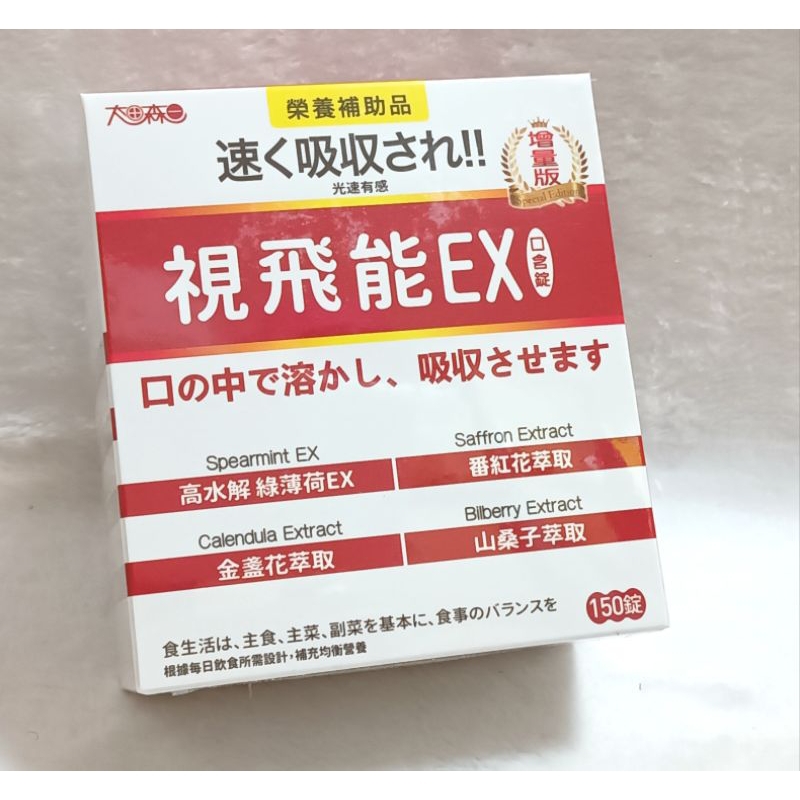 太田森一
榮養補助品
速く吸収され!!
光速有感
增量版
Special Edition
視飛能EX
口含錠
口の中で溶かし、吸収させます
Spearmint EX
高水解 綠薄荷EX
Saffron Extract
番紅花萃取
Calendula Extract
金盞花萃取
Bilberry Extract
山桑子萃取
150錠
食生活は、主食、主菜、副菜を基本に、食事のバランスを
根據每日飲食所需設計，補充均衡營養